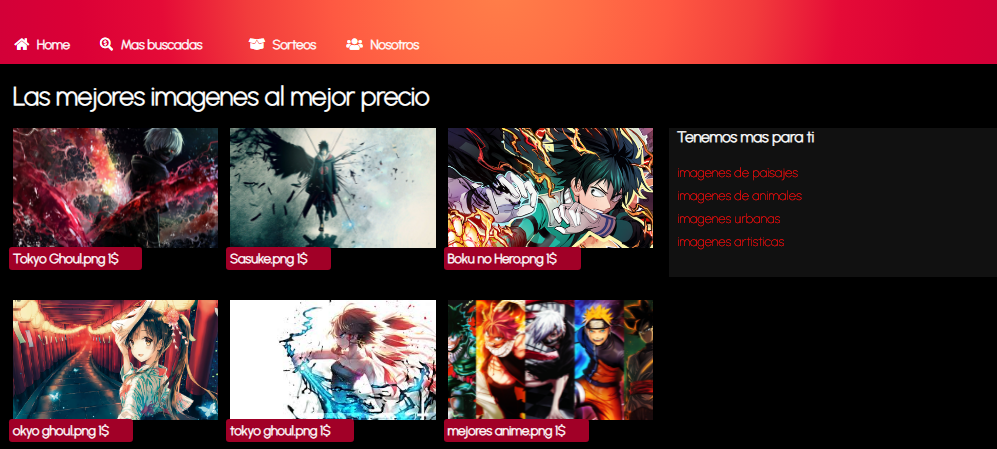 Home Mas buscadas Sorteos Nosotros
Las mejores imagenes al mejor precio
Tokyo Ghoul.png 1$
Sasuke.png 1$
Boku no Hero.png 1$
okyo ghoul.png 1$
tokyo ghoul.png 1$
mejores anime.png 1$
Tenemos mas para ti
imagenes de paisajes
imagenes de animales
imagenes urbanas
imagenes artisticas